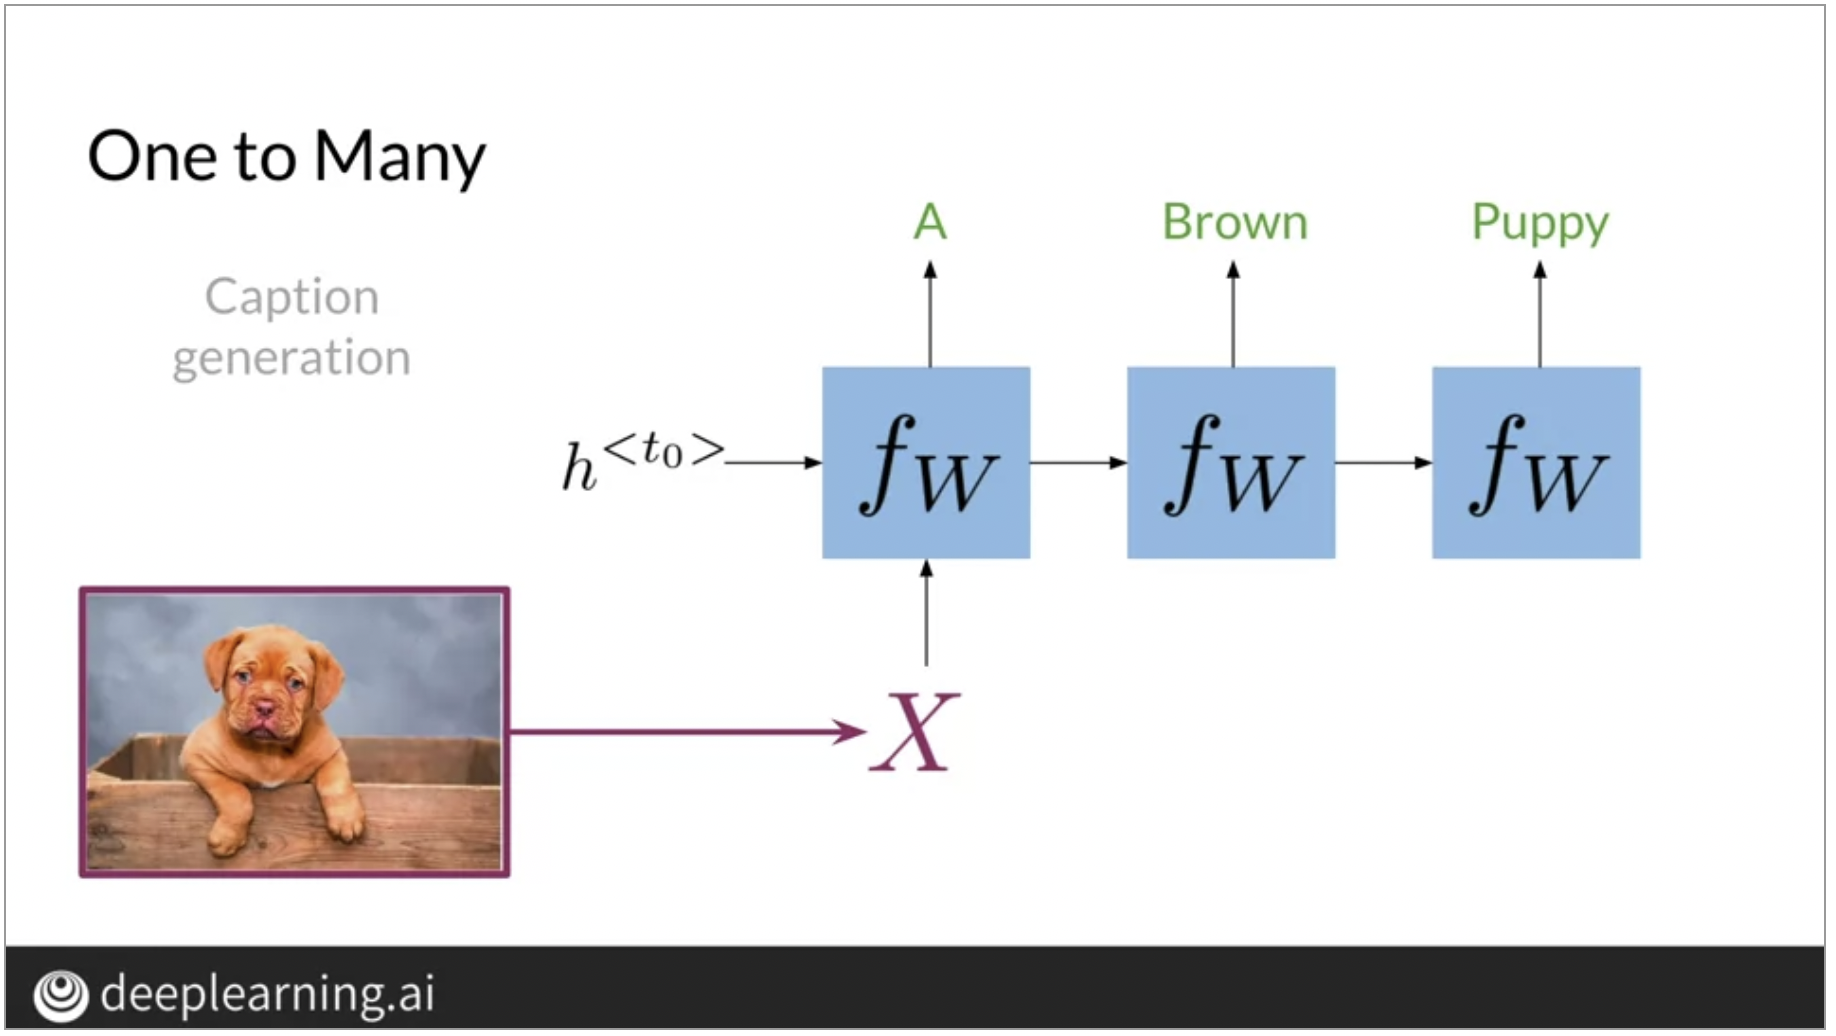 One to Many
Caption
generation
A Brown Puppy
h<t0> fW fW fW
X
deeplearning.ai